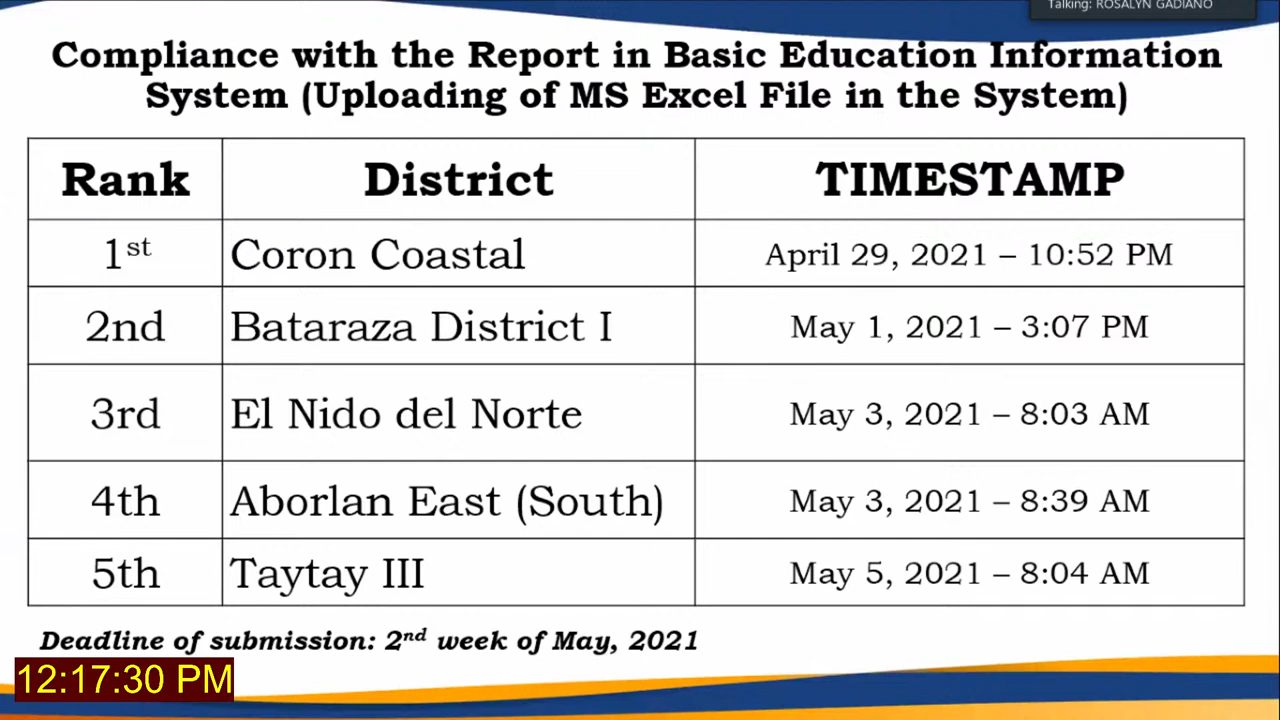 Talking: ROSALYN GADIANO
Compliance with the Report in Basic Education Information
System (Uploading of MS Excel File in the System)
Rank District TIMESTAMP
1st Coron Coastal April 29, 2021 – 10:52 PM
2nd Bataraza District I May 1, 2021 – 3:07 PM
3rd El Nido del Norte May 3, 2021 – 8:03 AM
4th Aborlan East (South) May 3, 2021 – 8:39 AM
5th Taytay III May 5, 2021 – 8:04 AM
Deadline of submission: 2nd week of May, 2021
12:17:30 PM